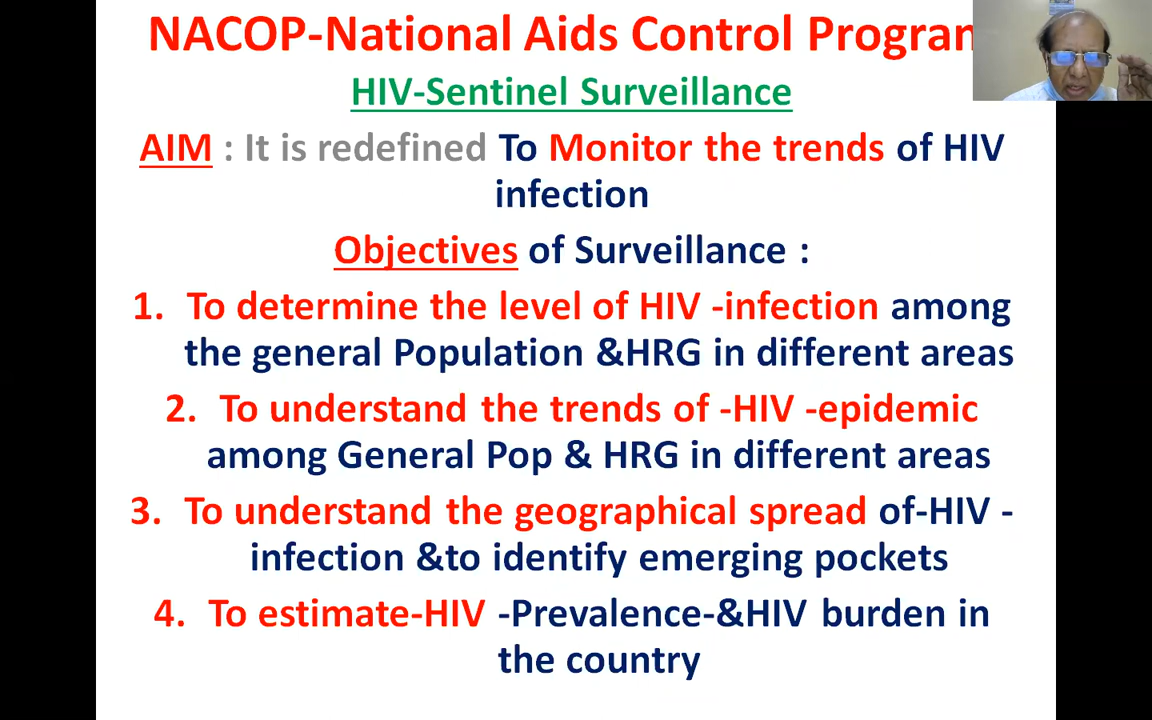 NACOP-National Aids Control Program
HIV-Sentinel Surveillance
AIM : It is redefined To Monitor the trends of HIV
infection
Objectives of Surveillance :
1. To determine the level of HIV -infection among
the general Population &HRG in different areas
2. To understand the trends of -HIV -epidemic
among General Pop & HRG in different areas
3. To understand the geographical spread of-HIV -
infection &to identify emerging pockets
4. To estimate-HIV -Prevalence-&HIV burden in
the country